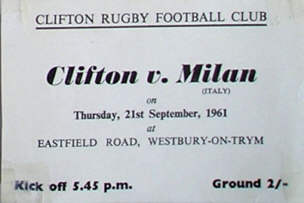 CLIFTON RUGBY FOOTBALL CLUB
Clifton v. Milan
(ITALY)
on
Thursday, 21st September, 1961
at
EASTFIELD ROAD, WESTBURY-ON-TRYM
Kick off 5.45 p.m. Ground 2/-